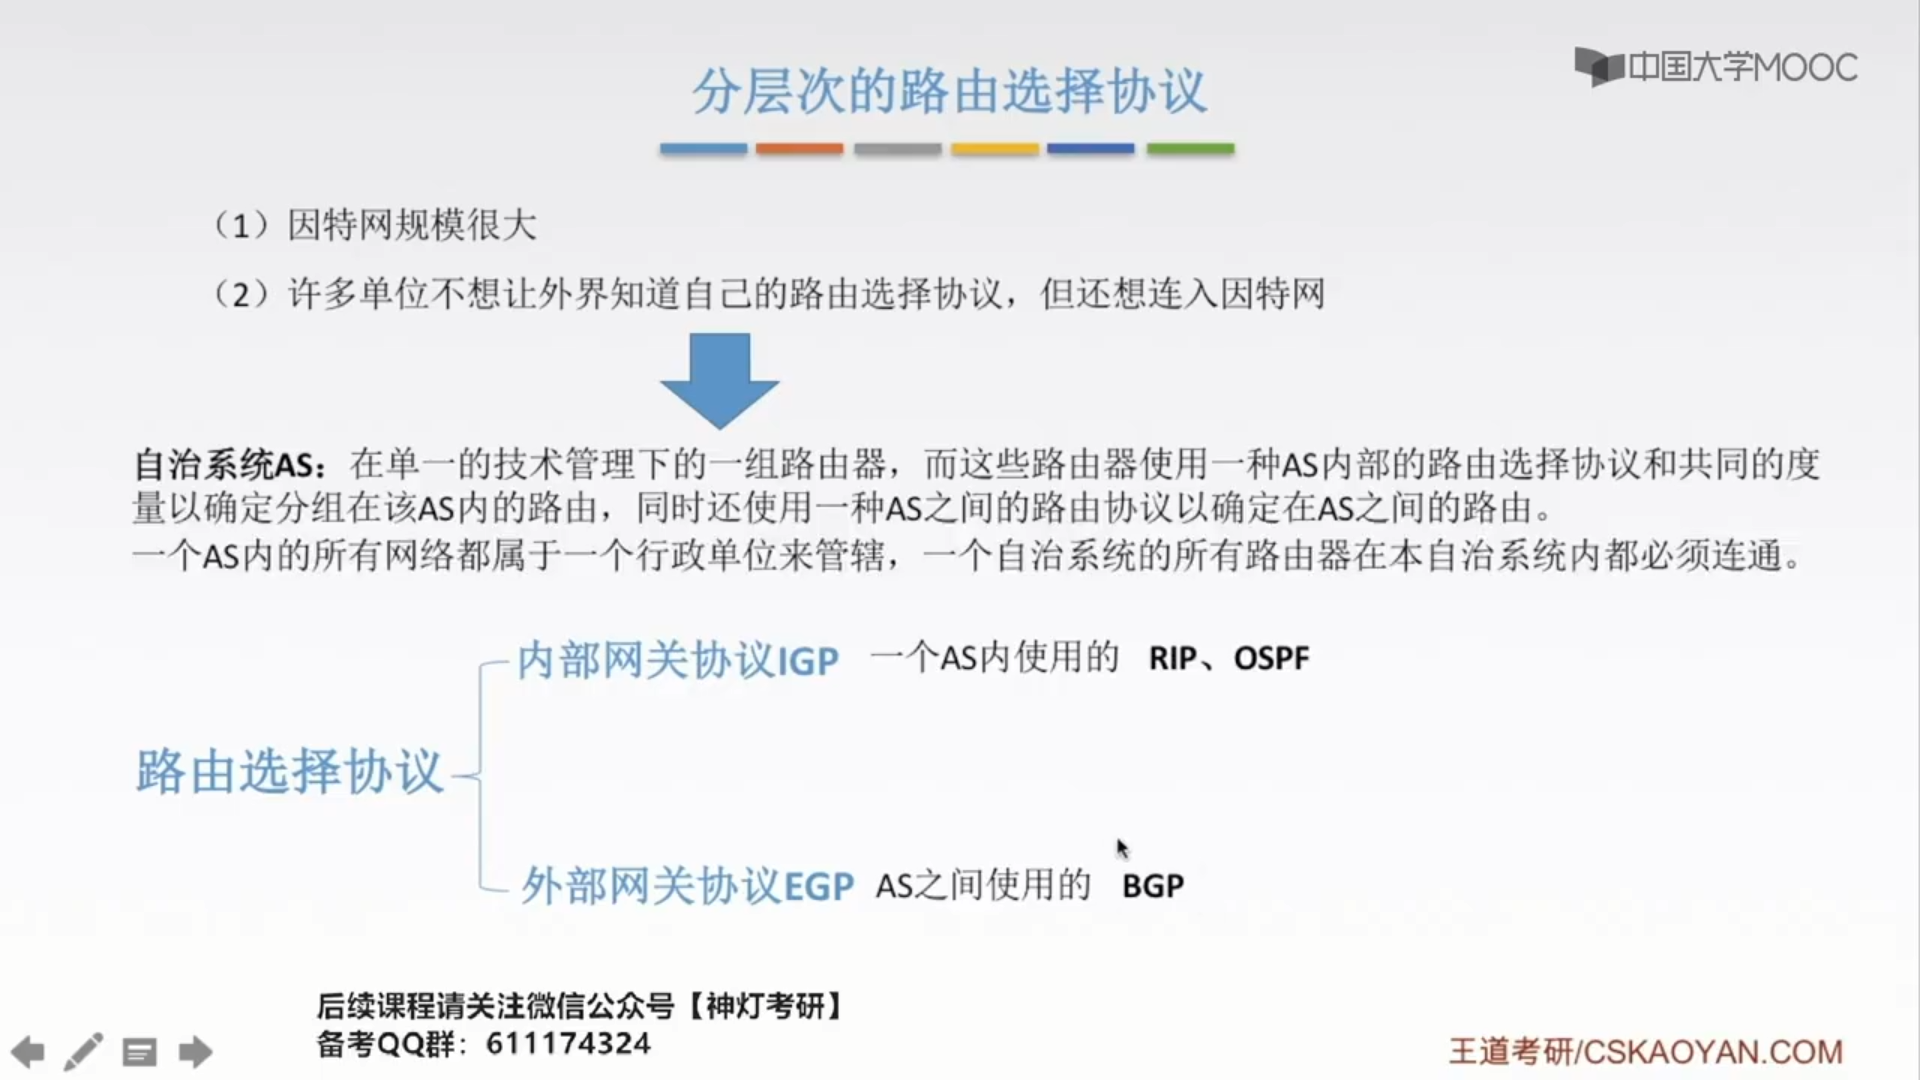 中国大学MOOC
分层次的路由选择协议
（1）因特网规模很大
（2）许多单位不想让外界知道自己的路由选择协议，但还想连入因特网
自治系统AS：在单一的技术管理下的一组路由器，而这些路由器使用一种AS内部的路由选择协议和共同的度
量以确定分组在该AS内的路由，同时还使用一种AS之间的路由协议以确定在AS之间的路由。
一个AS内的所有网络都属于一个行政单位来管辖，一个自治系统的所有路由器在本自治系统内都必须连通。
内部网关协议IGP 一个AS内使用的 RIP、OSPF
路由选择协议
外部网关协议EGP AS之间使用的 BGP
后续课程请关注微信公众号【神灯考研】
备考QQ群：611174324
王道考研/CSKAOYAN.COM